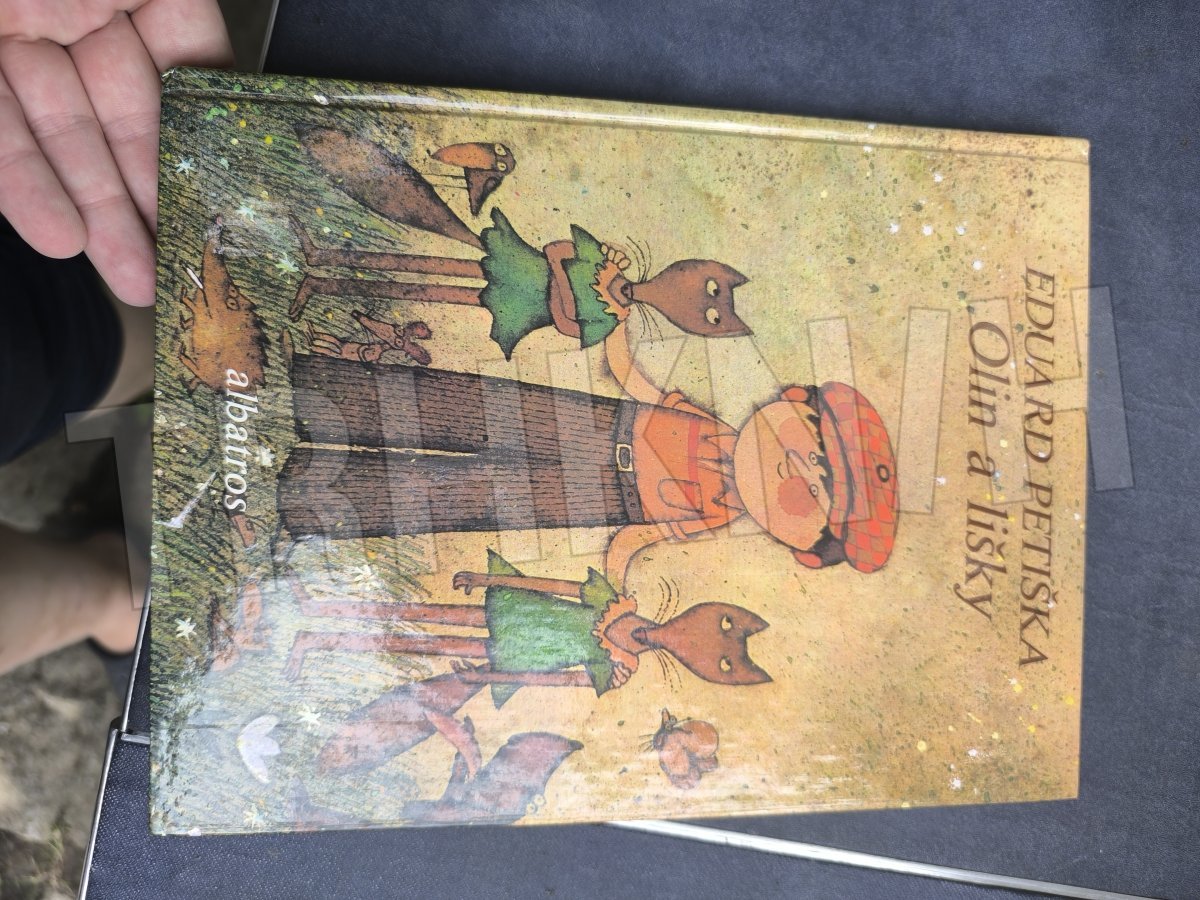 EDUARD PETIŠKA
Olin a lišky
albatros